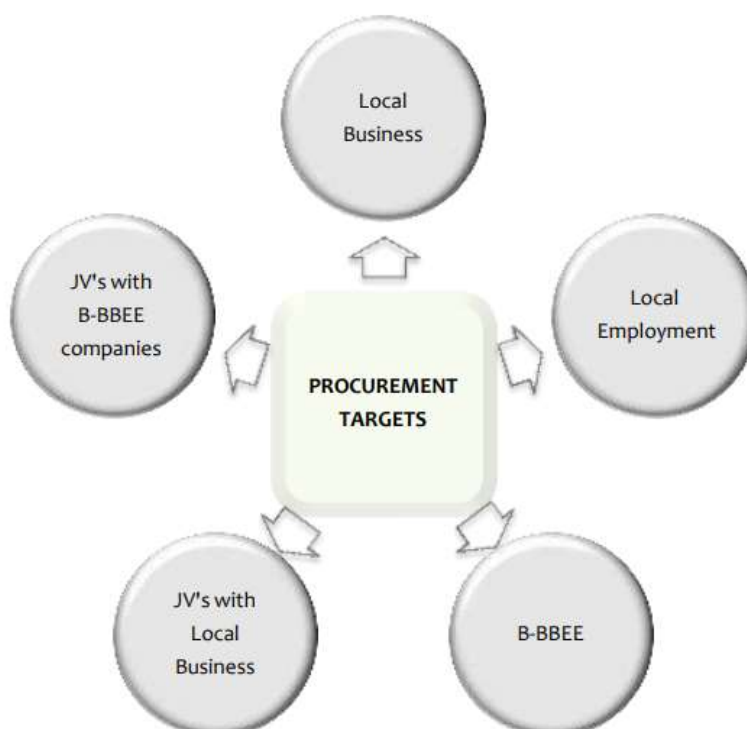 Local
Business
JV's with
B-BBEE
companies
Local
Employment
PROCUREMENT
TARGETS
JV's with
Local
Business
B-BBEE